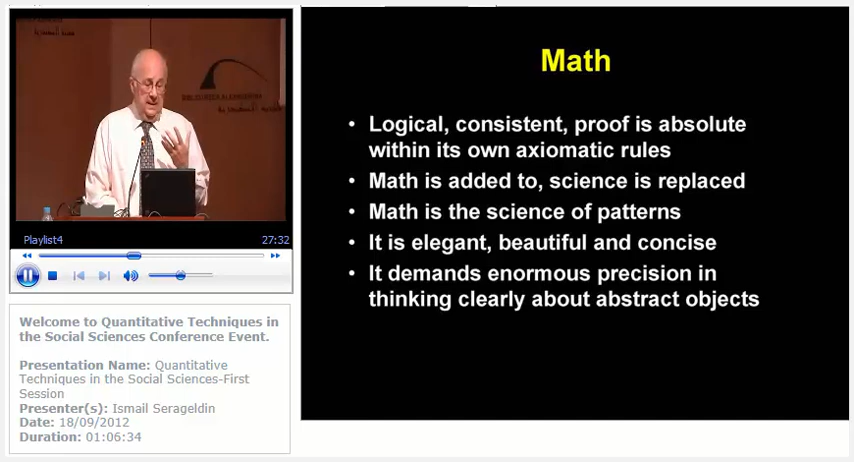 BIBLIOTHECA ALEXANDRINA
Playlist4
27:32
Welcome to Quantitative Techniques in
the Social Sciences Conference Event.
Presentation Name: Quantitative
Techniques in the Social Sciences-First
Session
Presenter(s): Ismail Serageldin
Date: 18/09/2012
Duration: 01:06:34
Math
• Logical, consistent, proof is absolute
within its own axiomatic rules
• Math is added to, science is replaced
• Math is the science of patterns
• It is elegant, beautiful and concise
• It demands enormous precision in
thinking clearly about abstract objects